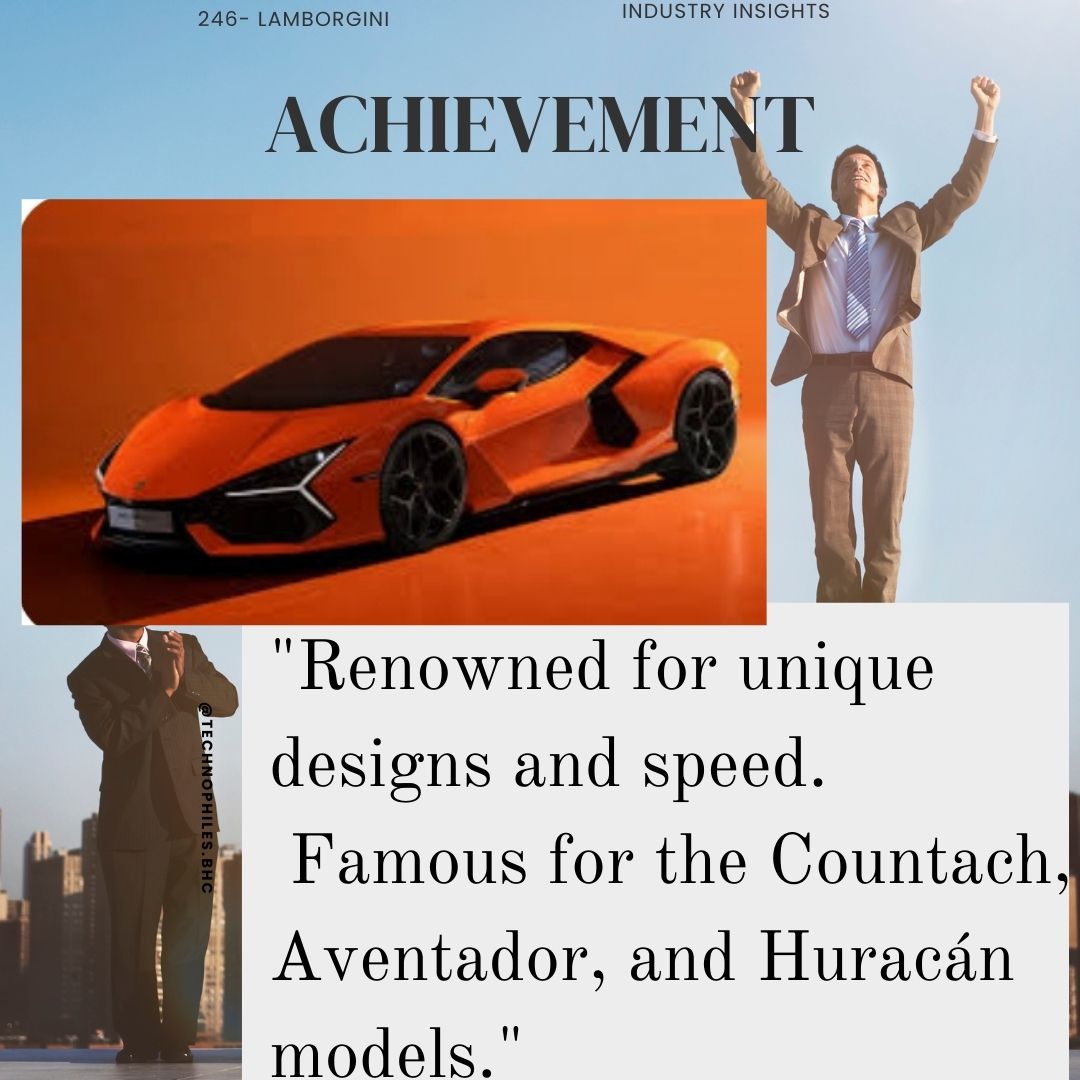 246- LAMBORGINI
INDUSTRY INSIGHTS
ACHIEVEMENT
"Renowned for unique
designs and speed.
Famous for the Countach,
Aventador, and Huracán
models."
@TECHNOPHILES.BHC